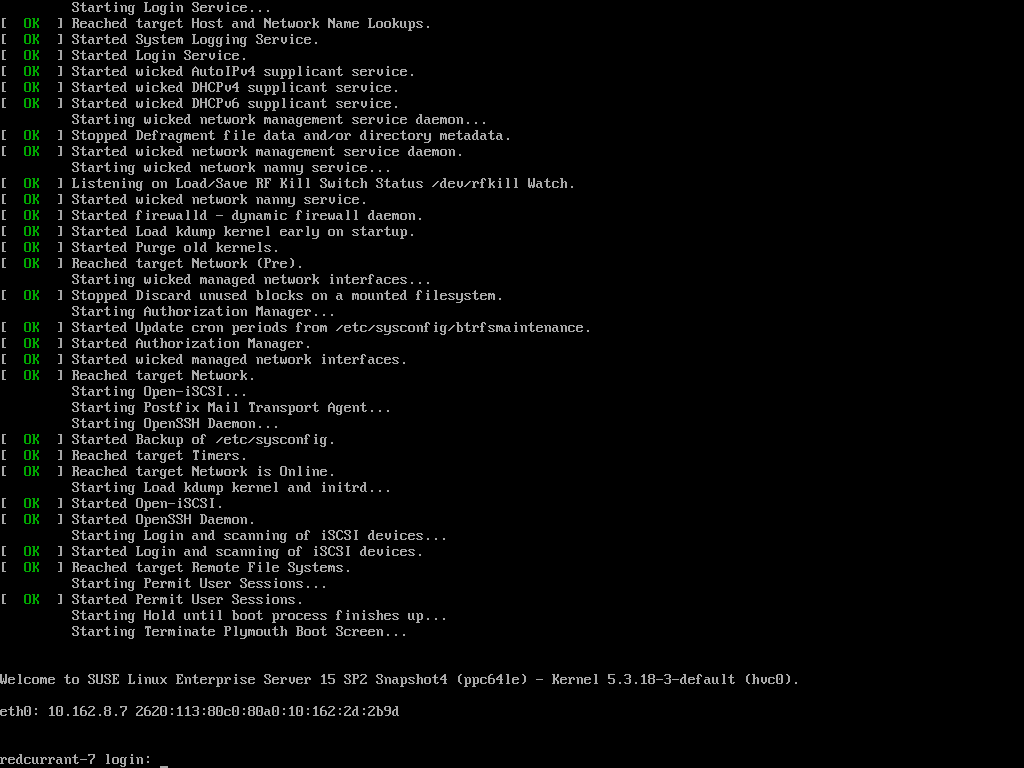 Starting Login Service...
[  OK  ] Reached target Host and Network Name Lookups.
[  OK  ] Started System Logging Service.
[  OK  ] Started Login Service.
[  OK  ] Started wicked AutoIPv4 supplicant service.
[  OK  ] Started wicked DHCPv4 supplicant service.
[  OK  ] Started wicked DHCPv6 supplicant service.
Starting wicked network management service daemon...
[  OK  ] Stopped Defragment file data and/or directory metadata.
[  OK  ] Started wicked network management service daemon.
Starting wicked network nanny service...
[  OK  ] Listening on Load/Save RF Kill Switch Status /dev/rfkill Watch.
[  OK  ] Started wicked network nanny service.
[  OK  ] Started firewalld - dynamic firewall daemon.
[  OK  ] Started Load kdump kernel early on startup.
[  OK  ] Started Purge old kernels.
[  OK  ] Reached target Network (Pre).
Starting wicked managed network interfaces...
[  OK  ] Stopped Discard unused blocks on a mounted filesystem.
Starting Authorization Manager...
[  OK  ] Started Update cron periods from /etc/sysconfig/btrfsmaintenance.
[  OK  ] Started Authorization Manager.
[  OK  ] Started wicked managed network interfaces.
[  OK  ] Reached target Network.
Starting Open-iSCSI...
Starting Postfix Mail Transport Agent...
Starting OpenSSH Daemon...
[  OK  ] Started Backup of /etc/sysconfig.
[  OK  ] Reached target Timers.
[  OK  ] Reached target Network is Online.
Starting Load kdump kernel and initrd...
[  OK  ] Started Open-iSCSI.
[  OK  ] Started OpenSSH Daemon.
Starting Login and scanning of iSCSI devices...
[  OK  ] Started Login and scanning of iSCSI devices.
[  OK  ] Reached target Remote File Systems.
Starting Permit User Sessions...
[  OK  ] Started Permit User Sessions.
Starting Hold until boot process finishes up...
Starting Terminate Plymouth Boot Screen...
Welcome to SUSE Linux Enterprise Server 15 SP2 Snapshot4 (ppc64le) - Kernel 5.3.18-3-default (hvc0).
eth0: 10.162.8.7 2620:113:80c0:80a0:10:162:2d:2b9d
redcurrant-7 login: _